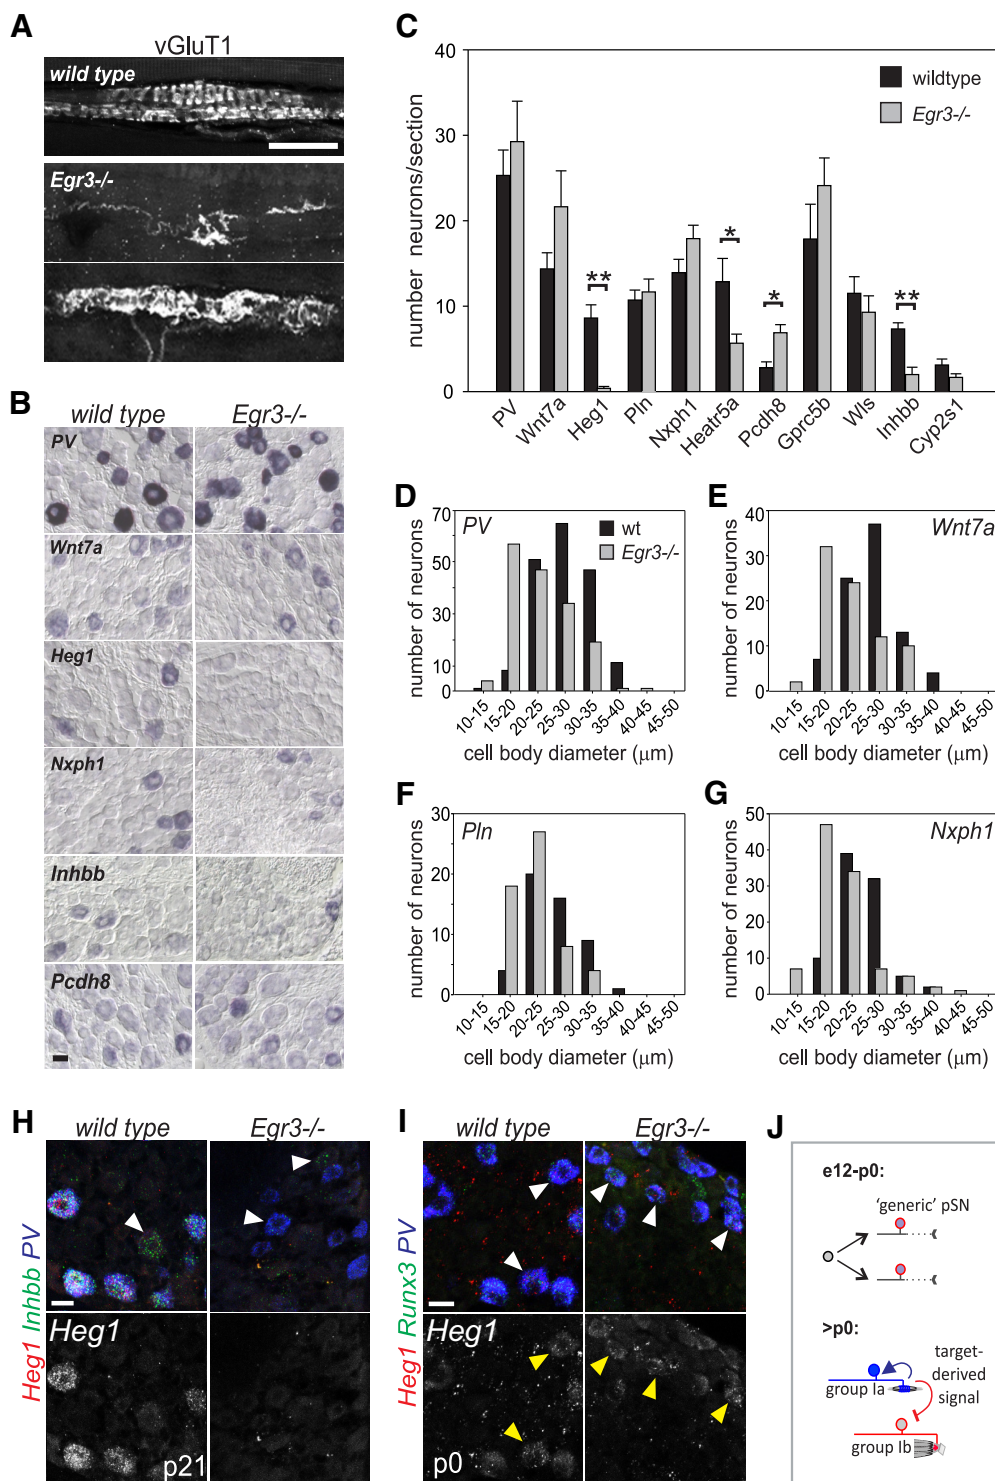 A
vGluT1
wild type
Egr3-/-
B
wild type
Egr3-/-
PV
Wnt7a
Heg1
Nxph1
Inhbb
Pcdh8
C
40
30
20
10
0
number neurons/section
wildtype
Egr3-/-
**
*
*
**
PV
Wnt7a
Heg1
Pln
Nxph1
Heatr5a
Pcdh8
Gprc5b
Wls
Inhbb
Cyp2s1
D
PV
wt
Egr3-/-
70
50
30
10
0
number of neurons
10-15
15-20
20-25
25-30
30-35
35-40
40-45
45-50
cell body diameter (μm)
E
Wnt7a
40
30
20
10
0
number of neurons
10-15
15-20
20-25
25-30
30-35
35-40
40-45
45-50
cell body diameter (μm)
F
Pln
30
20
10
0
number of neurons
10-15
15-20
20-25
25-30
30-35
35-40
40-45
45-50
cell body diameter (μm)
G
Nxph1
50
40
30
20
10
0
number of neurons
10-15
15-20
20-25
25-30
30-35
35-40
40-45
45-50
cell body diameter (μm)
H
wild type
Egr3-/-
Heg1 Inhbb PV
Heg1
p21
I
wild type
Egr3-/-
Heg1 Runx3 PV
Heg1
p0
J
e12-p0:
'generic' pSN
>p0:
target-
derived
signal
group Ia
group Ib